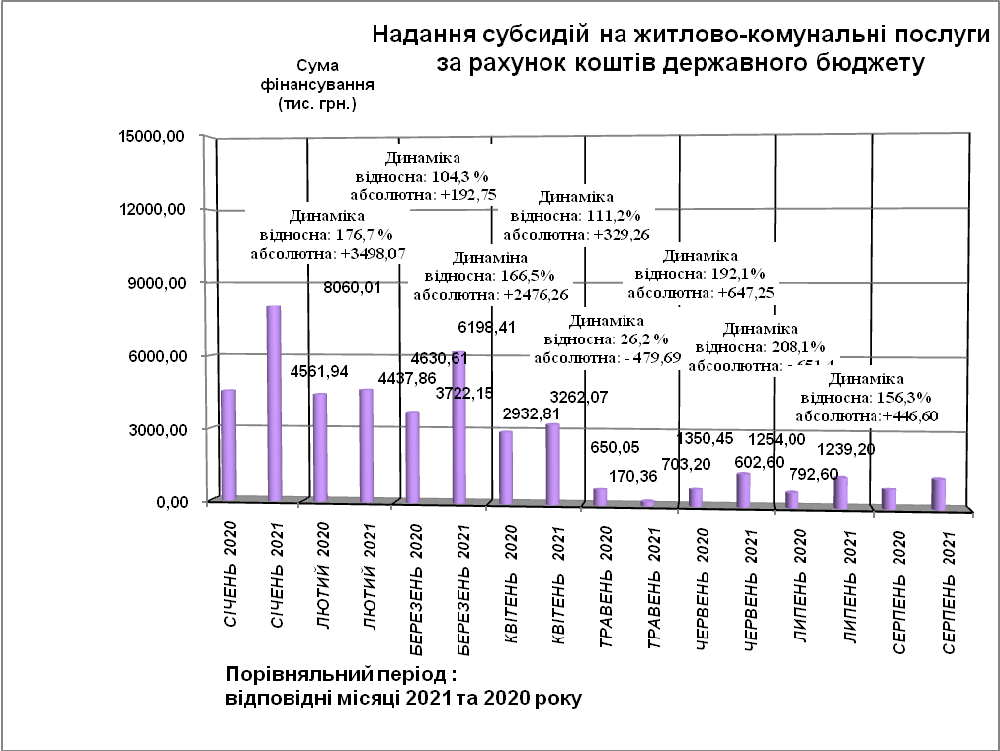 Надання субсидій на житлово-комунальні послуги
за рахунок коштів державного бюджету
Сума
фінансування
(тис. грн.)
15000,00
12000,00
9000,00
6000,00
3000,00
0,00
Динаміка
відносна: 104,3 %
абсолютна: +192,75
Динаміка
відносна: 176,7 %
абсолютна: +3498,07
Динаміка
відносна: 111,2%
абсолютна: +329,26
Динаміна
відносна: 166,5%
абсолютна: +2476,26
Динаміка
відносна: 192,1%
абсолютна: +647,25
Динаміка
відносна: 26,2 %
абсолютна: - 479,69
Динаміка
відносна: 208,1%
абсоолютна:
Динаміка
відносна: 156,3%
абсолютна:+446,60
8060,01
4561,94
4437,86
4630,61
3722,15
6198,41
2932,81
3262,07
650,05
170,36
703,20
1350,45
602,60
1254,00
792,60
1239,20
СІЧЕНЬ 2020
СІЧЕНЬ 2021
ЛЮТИЙ 2020
ЛЮТИЙ 2021
БЕРЕЗЕНЬ 2020
БЕРЕЗЕНЬ 2021
КВІТЕНЬ 2020
КВІТЕНЬ 2021
ТРАВЕНЬ 2020
ТРАВЕНЬ 2021
ЧЕРВЕНЬ 2020
ЧЕРВЕНЬ 2021
ЛИПЕНЬ 2020
ЛИПЕНЬ 2021
СЕРПЕНЬ 2020
СЕРПЕНЬ 2021
Порівняльний період :
відповідні місяці 2021 та 2020 року